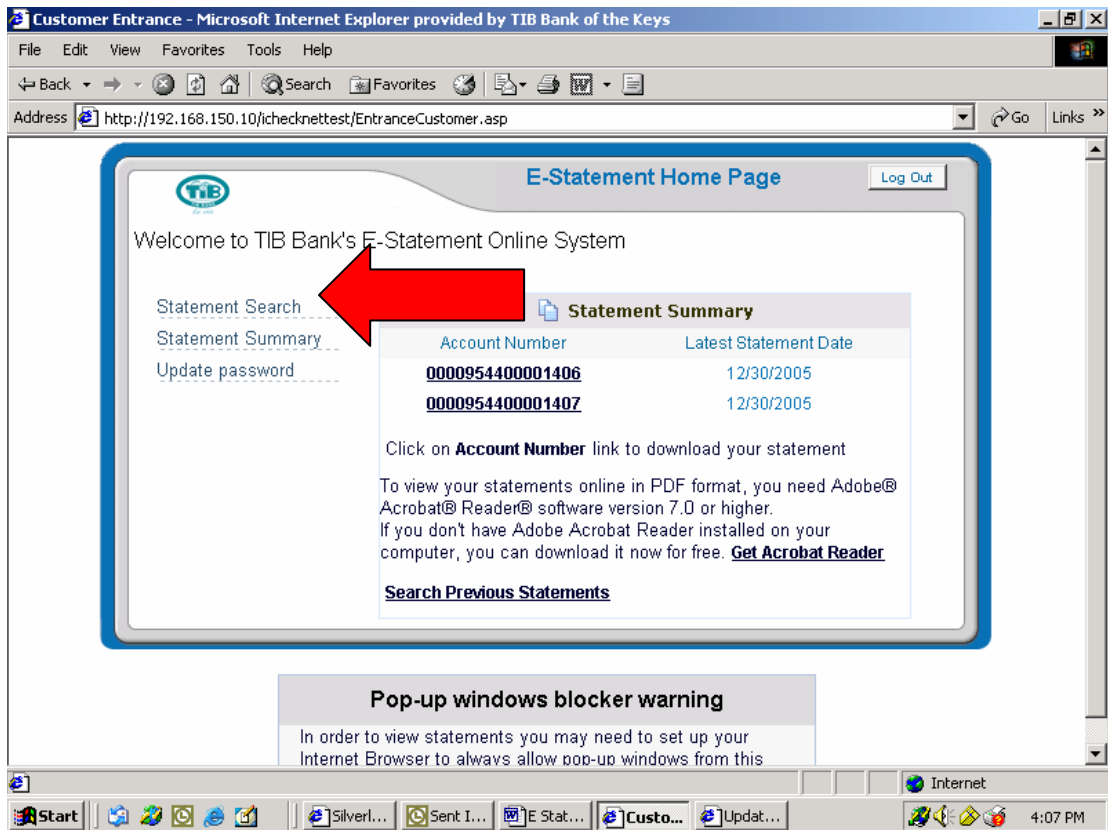 Customer Entrance - Microsoft Internet Explorer provided by TIB Bank of the Keys
File Edit View Favorites Tools Help
Back Search Favorites
Address http://192.168.150.10/ichecknettest/EntranceCustomer.asp Go Links »
TIB
E-Statement Home Page Log Out
Welcome to TIB Bank's E-Statement Online System
Statement Search
Statement Summary
Update password
Statement Summary
Account Number Latest Statement Date
0000954400001406 12/30/2005
0000954400001407 12/30/2005
Click on Account Number link to download your statement
To view your statements online in PDF format, you need Adobe®
Acrobat® Reader® software version 7.0 or higher.
If you don't have Adobe Acrobat Reader installed on your
computer, you can download it now for free. Get Acrobat Reader
Search Previous Statements
Pop-up windows blocker warning
In order to view statements you may need to set up your
Internet Browser to always allow pop-up windows from this
Internet
Start Silverl... Sent I... E Stat... Custo... Updat... 4:07 PM